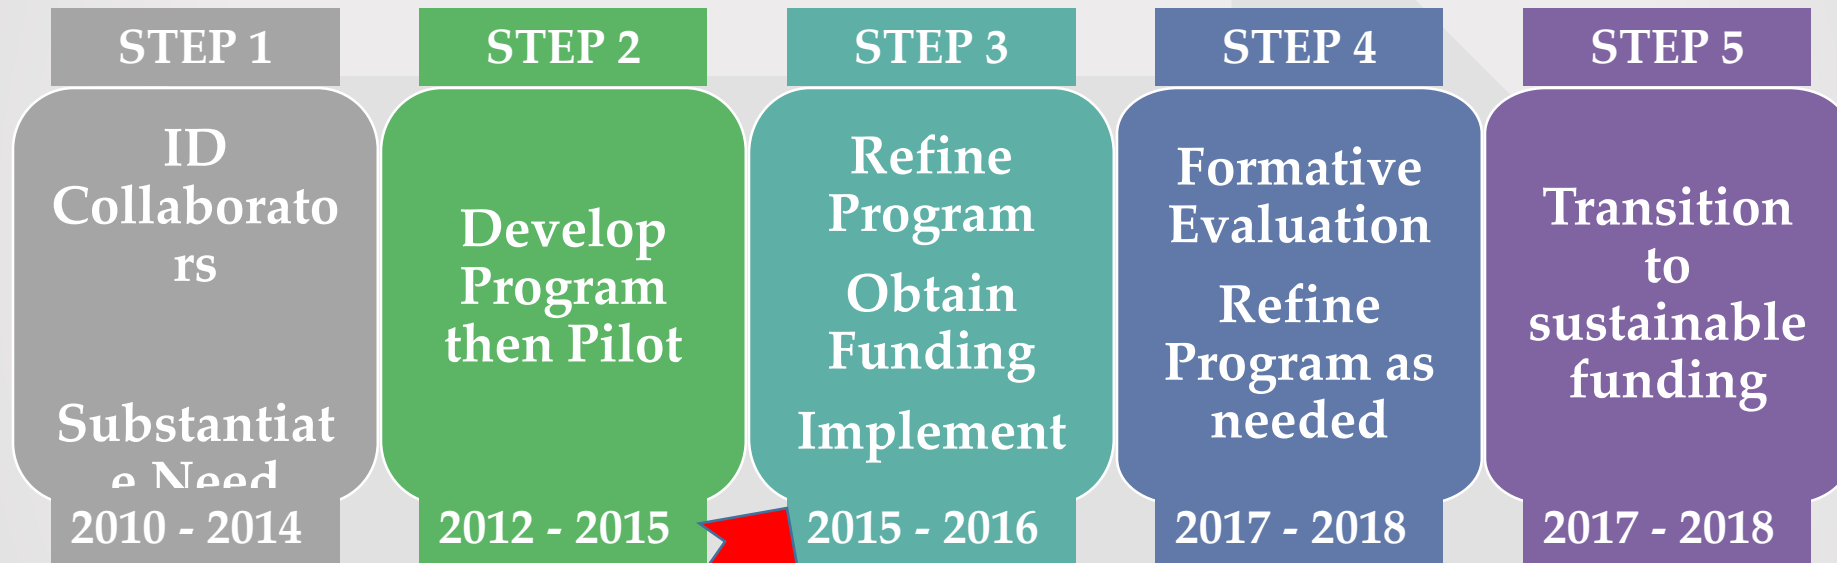 STEP 1
ID
Collaborato
rs
Substantiat
e Need
2010 - 2014
STEP 2
Develop
Program
then Pilot
2012 - 2015
STEP 3
Refine
Program
Obtain
Funding
Implement
2015 - 2016
STEP 4
Formative
Evaluation
Refine
Program as
needed
2017 - 2018
STEP 5
Transition
to
sustainable
funding
2017 - 2018